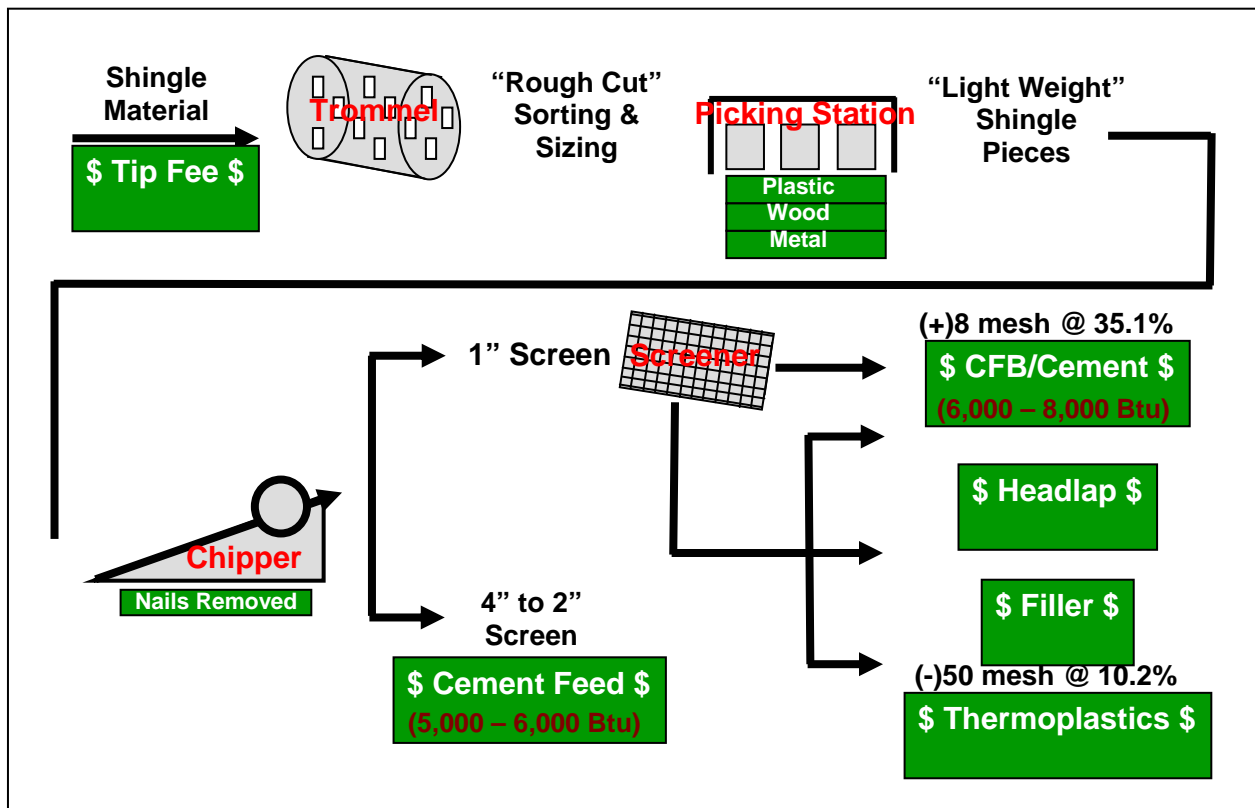 Shingle
Material
$ Tip Fee $
Trommel
“Rough Cut”
Sorting &
Sizing
Picking Station
Plastic
Wood
Metal
“Light Weight”
Shingle
Pieces
Chipper
Nails Removed
1” Screen
Screener
4” to 2”
Screen
$ Cement Feed $
(5,000 – 6,000 Btu)
(+)8 mesh @ 35.1%
$ CFB/Cement $
(6,000 – 8,000 Btu)
$ Headlap $
$ Filler $
(-)50 mesh @ 10.2%
$ Thermoplastics $